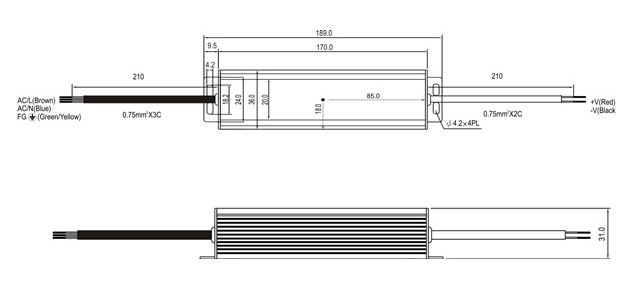 189.0
9.5
170.0
4.2
210
210
AC/L(Brown)
AC/N(Blue)
FG (Green/Yellow)
0.75mm²X3C
18.2
24.0
36.0
20.0
18.0
85.0
0.75mm²X2C
+V(Red)
-V(Black
ϕ 4.2×4PL
31.0